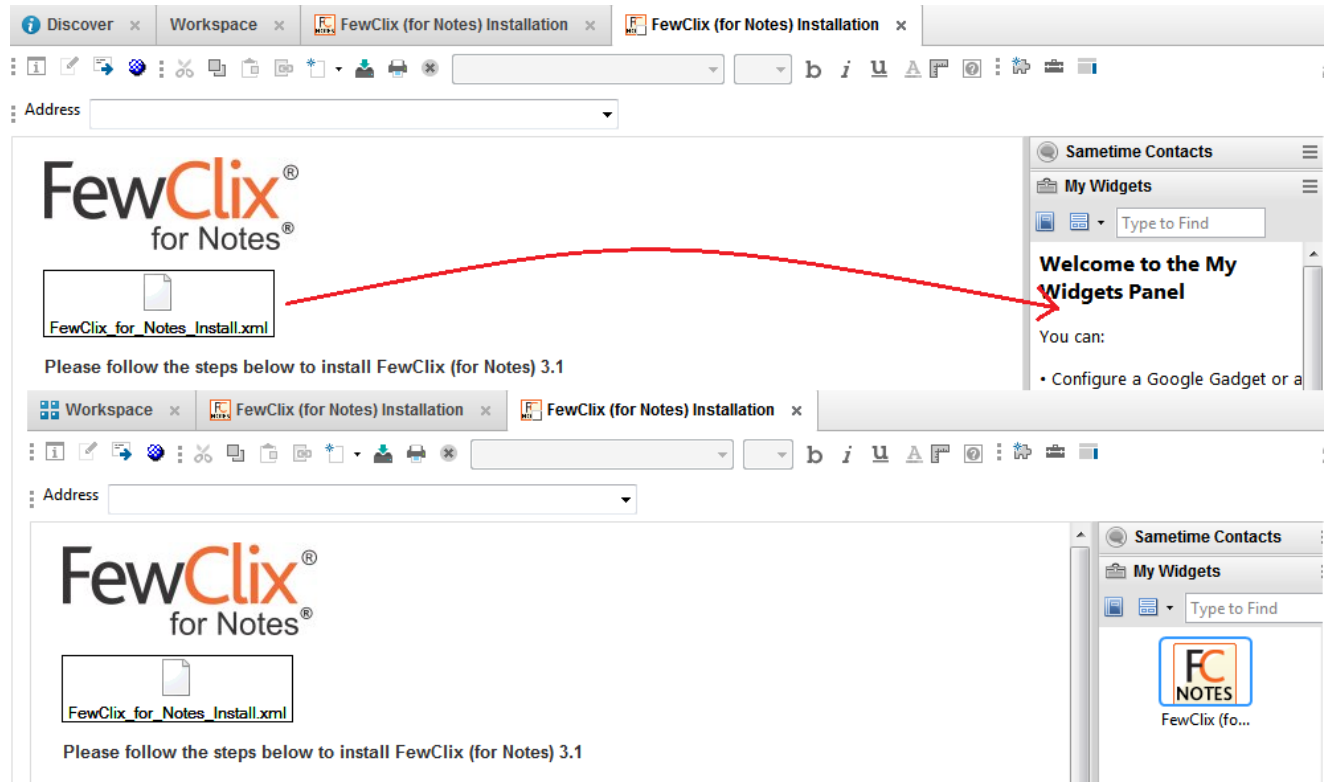 Discover
Workspace
FewClix (for Notes) Installation
FewClix (for Notes) Installation
b i u A
Address
FewClix®
for Notes®
FewClix_for_Notes_Install.xml
Please follow the steps below to install FewClix (for Notes) 3.1
Sametime Contacts
My Widgets
Type to Find
Welcome to the My
Widgets Panel
You can:
• Configure a Google Gadget or a
Workspace
FewClix (for Notes) Installation
FewClix (for Notes) Installation
b i u A
Address
FewClix®
for Notes®
FewClix_for_Notes_Install.xml
Please follow the steps below to install FewClix (for Notes) 3.1
Sametime Contacts
My Widgets
Type to Find
FC
NOTES
FewClix (fo...